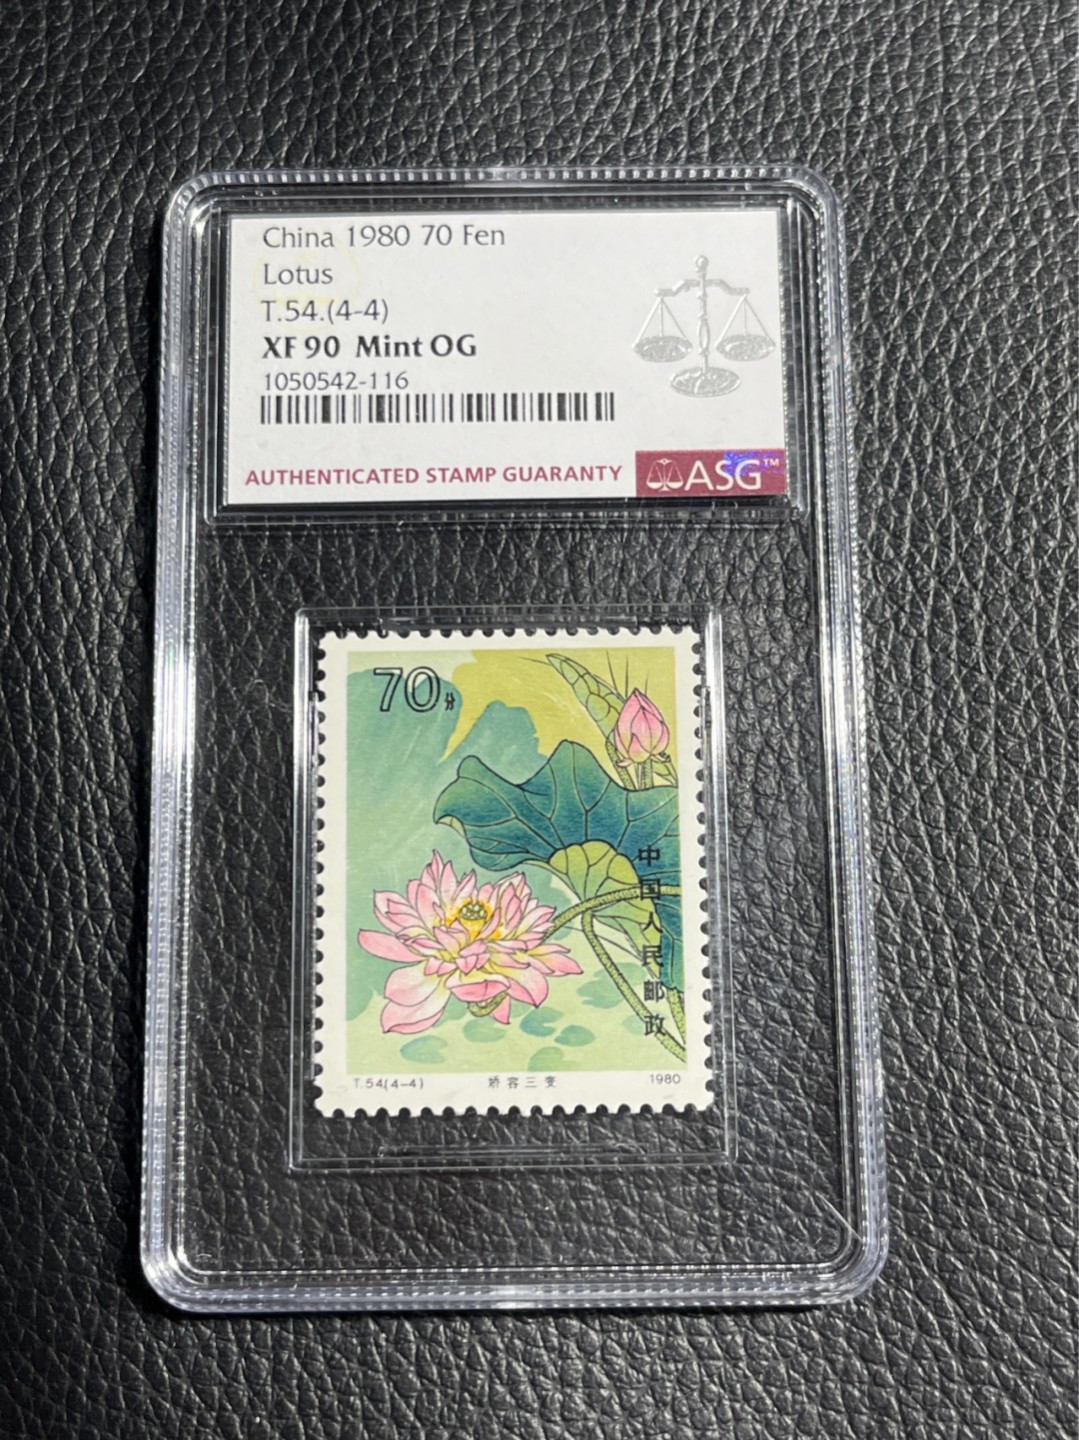 China 1980 70 Fen
Lotus
T.54.(4-4)
XF 90 Mint OG
1050542-116
AUTHENTICATED STAMP GUARANTY
ASG™
70分
中国人民邮政
T.54(4-4) 娇容三变 1980